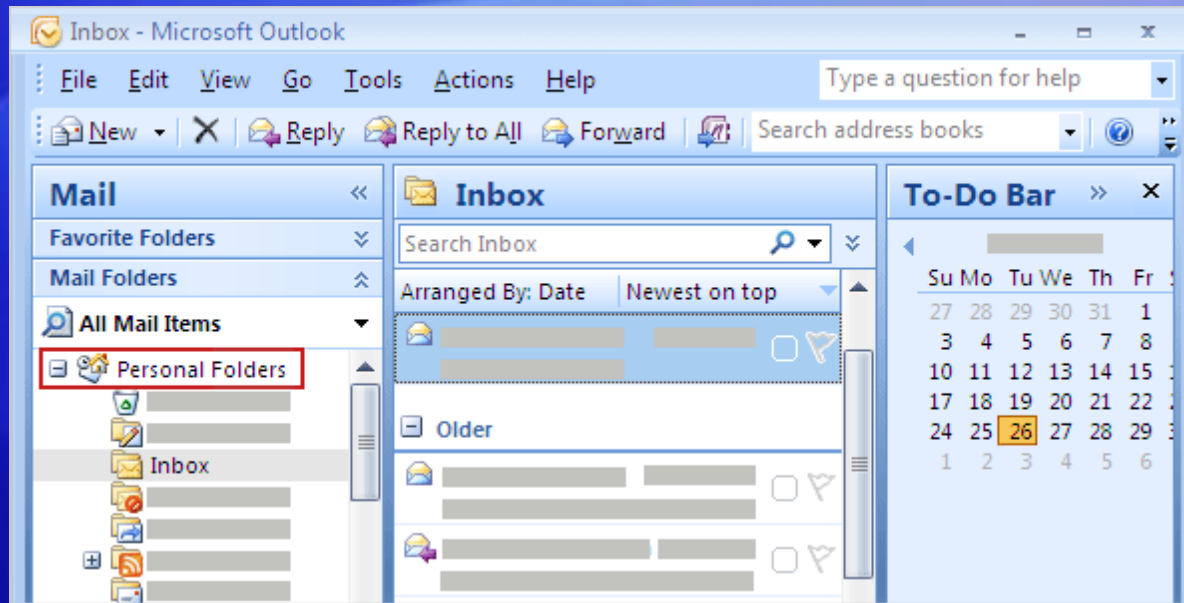 Inbox - Microsoft Outlook
File Edit View Go Tools Actions Help Type a question for help
New Reply Reply to All Forward Search address books
Mail
Favorite Folders
Mail Folders
All Mail Items
Personal Folders
Inbox
Inbox
Search Inbox
Arranged By: Date Newest on top
Older
To-Do Bar
Su Mo Tu We Th Fr
27 28 29 30 31 1
3 4 5 6 7 8
10 11 12 13 14 15
17 18 19 20 21 22
24 25 26 27 28 29
1 2 3 4 5 6